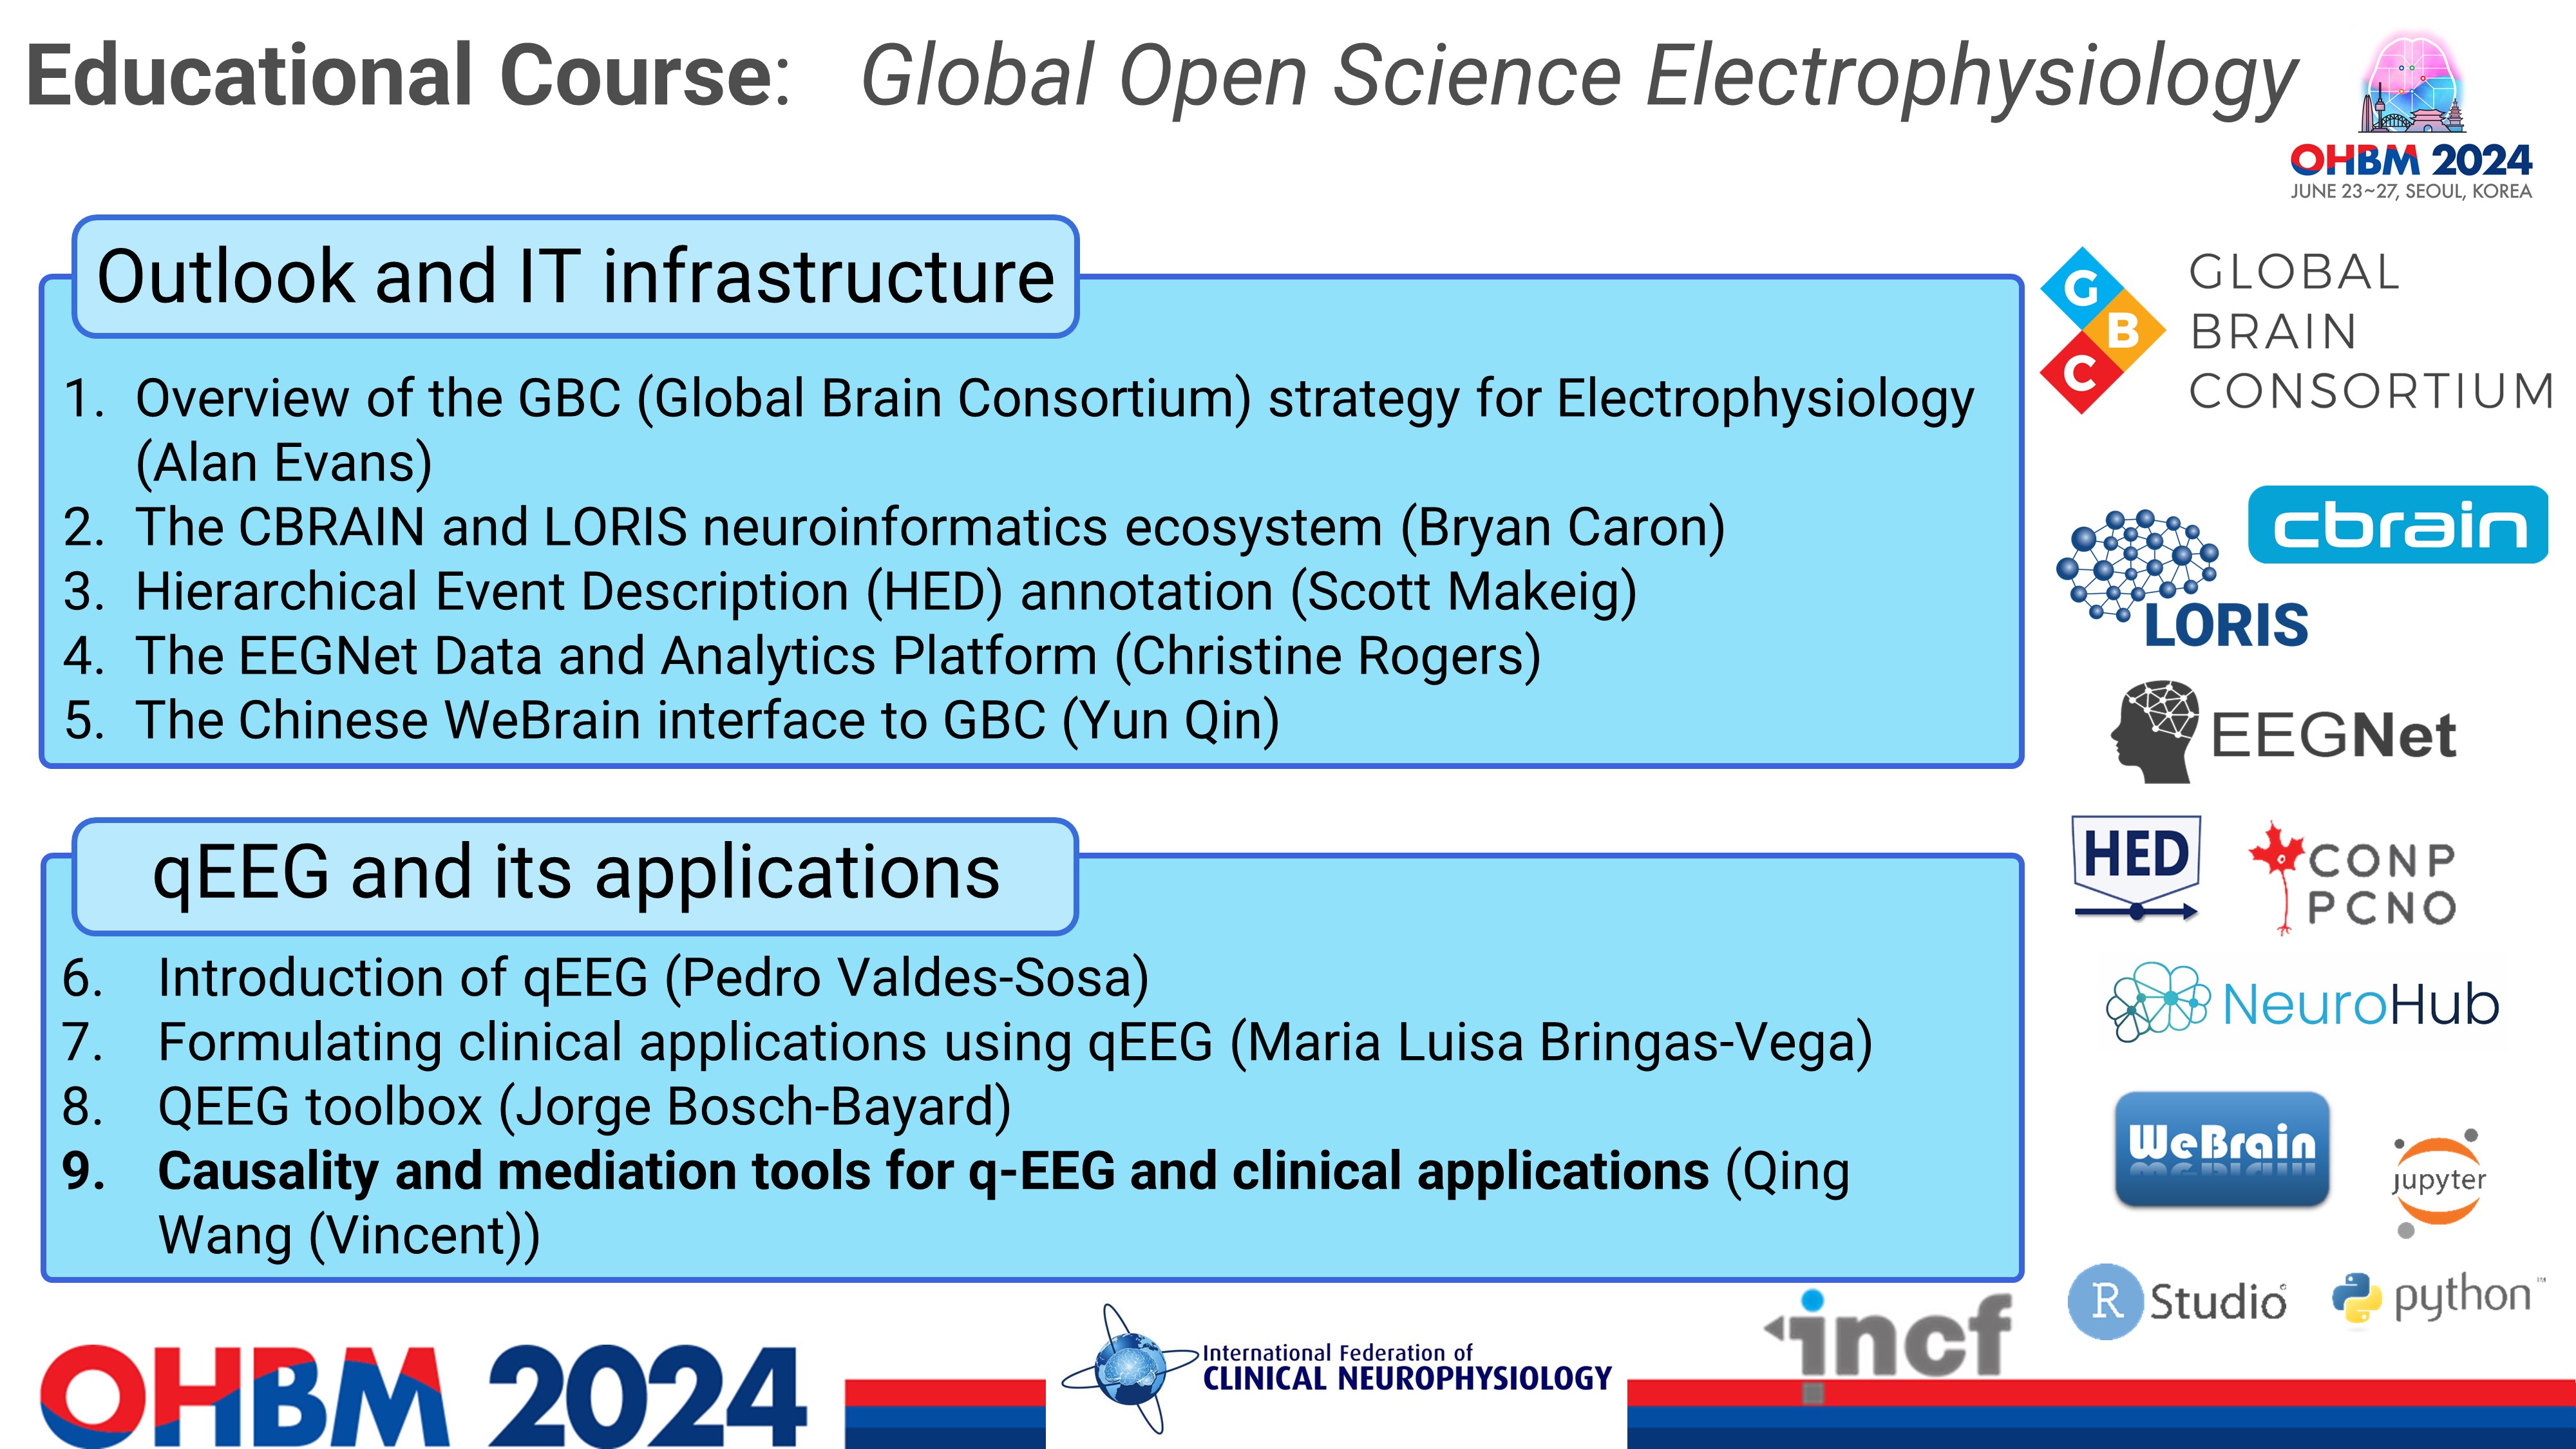 Educational Course: Global Open Science Electrophysiology
OHBM 2024
JUNE 23~27, SEOUL, KOREA
Outlook and IT infrastructure
1. Overview of the GBC (Global Brain Consortium) strategy for Electrophysiology
(Alan Evans)
2. The CBRAIN and LORIS neuroinformatics ecosystem (Bryan Caron)
3. Hierarchical Event Description (HED) annotation (Scott Makeig)
4. The EEGNet Data and Analytics Platform (Christine Rogers)
5. The Chinese WeBrain interface to GBC (Yun Qin)
G
B
C
GLOBAL
BRAIN
CONSORTIUM
cbrain
LORIS
EEGNet
qEEG and its applications
6. Introduction of qEEG (Pedro Valdes-Sosa)
7. Formulating clinical applications using qEEG (Maria Luisa Bringas-Vega)
8. QEEG toolbox (Jorge Bosch-Bayard)
9. Causality and mediation tools for q-EEG and clinical applications (Qing
Wang (Vincent))
HED
CONP
PCNO
NeuroHub
WeBrain
jupyter
R Studio
python™
OHBM 2024
International Federation of
CLINICAL NEUROPHYSIOLOGY
incf